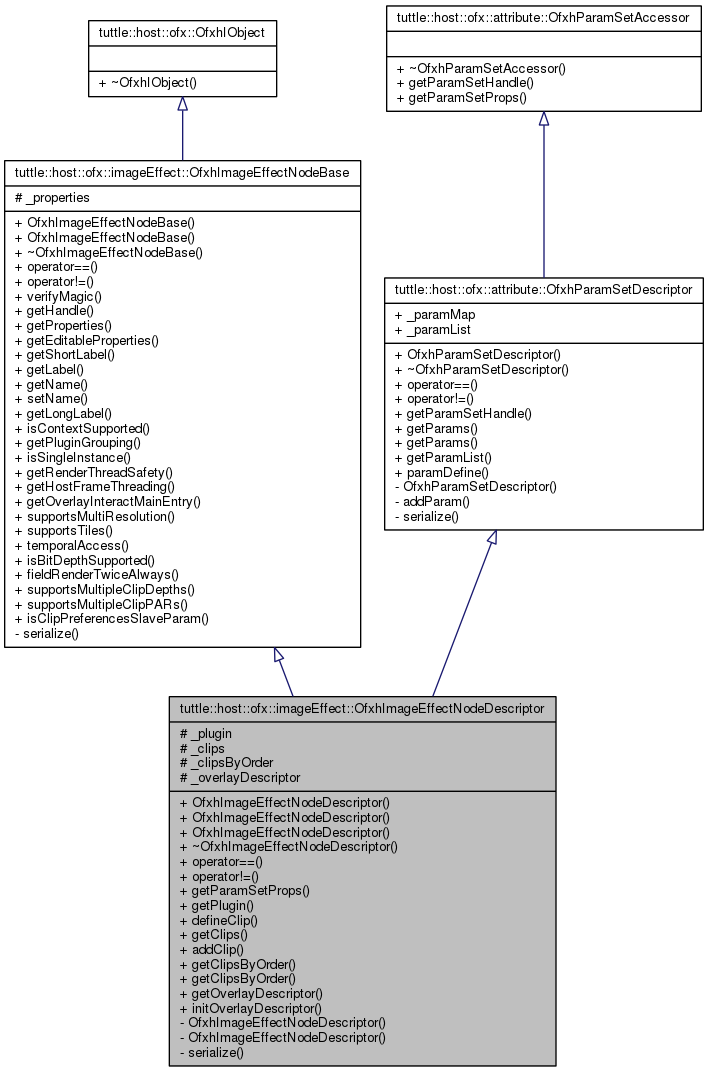 tuttle::host::ofx::OfxhIObject
+ ~OfxhIObject()
tuttle::host::ofx::attribute::OfxhParamSetAccessor
+ ~OfxhParamSetAccessor()
+ getParamSetHandle()
+ getParamSetProps()
tuttle::host::ofx::imageEffect::OfxhImageEffectNodeBase
# _properties
+ OfxhImageEffectNodeBase()
+ OfxhImageEffectNodeBase()
+ ~OfxhImageEffectNodeBase()
+ operator==()
+ operator!=()
+ verifyMagic()
+ getHandle()
+ getProperties()
+ getEditableProperties()
+ getShortLabel()
+ getLabel()
+ getName()
+ setName()
+ getLongLabel()
+ isContextSupported()
+ getPluginGrouping()
+ isSingleInstance()
+ getRenderThreadSafety()
+ getHostFrameThreading()
+ getOverlayInteractMainEntry()
+ supportsMultiResolution()
+ supportsTiles()
+ temporalAccess()
+ isBitDepthSupported()
+ fieldRenderTwiceAlways()
+ supportsMultipleClipDepths()
+ supportsMultipleClipPARs()
+ isClipPreferencesSlaveParam()
- serialize()
tuttle::host::ofx::attribute::OfxhParamSetDescriptor
+ _paramMap
+ _paramList
+ OfxhParamSetDescriptor()
+ ~OfxhParamSetDescriptor()
+ operator==()
+ operator!=()
+ getParamSetHandle()
+ getParams()
+ getParams()
+ getParamList()
+ paramDefine()
- OfxhParamSetDescriptor()
- addParam()
- serialize()
tuttle::host::ofx::imageEffect::OfxhImageEffectNodeDescriptor
# _plugin
# _clips
# _clipsByOrder
# _overlayDescriptor
+ OfxhImageEffectNodeDescriptor()
+ OfxhImageEffectNodeDescriptor()
+ OfxhImageEffectNodeDescriptor()
+ ~OfxhImageEffectNodeDescriptor()
+ operator==()
+ operator!=()
+ getParamSetProps()
+ getPlugin()
+ defineClip()
+ getClips()
+ addClip()
+ getClipsByOrder()
+ getClipsByOrder()
+ getOverlayDescriptor()
+ initOverlayDescriptor()
- OfxhImageEffectNodeDescriptor()
- OfxhImageEffectNodeDescriptor()
- serialize()